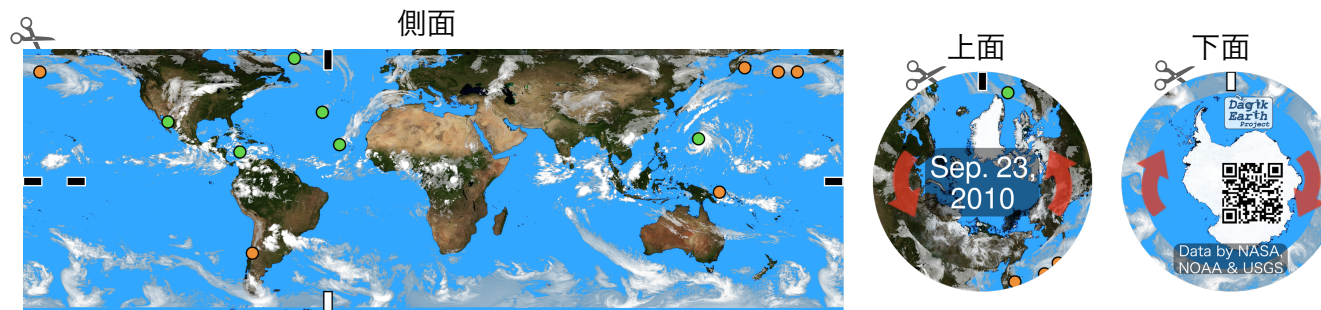 側面
上面
下面
Sep. 23,
2010
Dagik
Earth
Project
Data by NASA,
NOAA & USGS